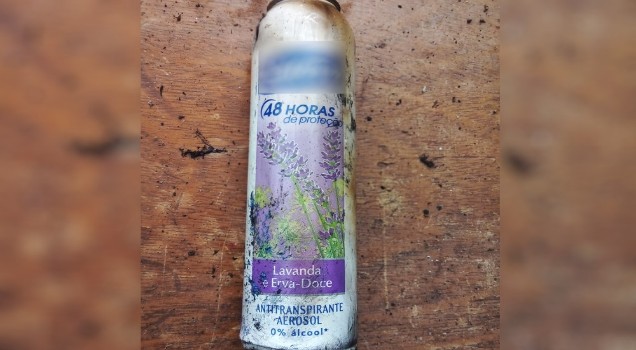 48 HORAS
de proteção
Lavanda
e Erva-Doce
ANTITRANSPIRANTE
AEROSOL
0% álcool*